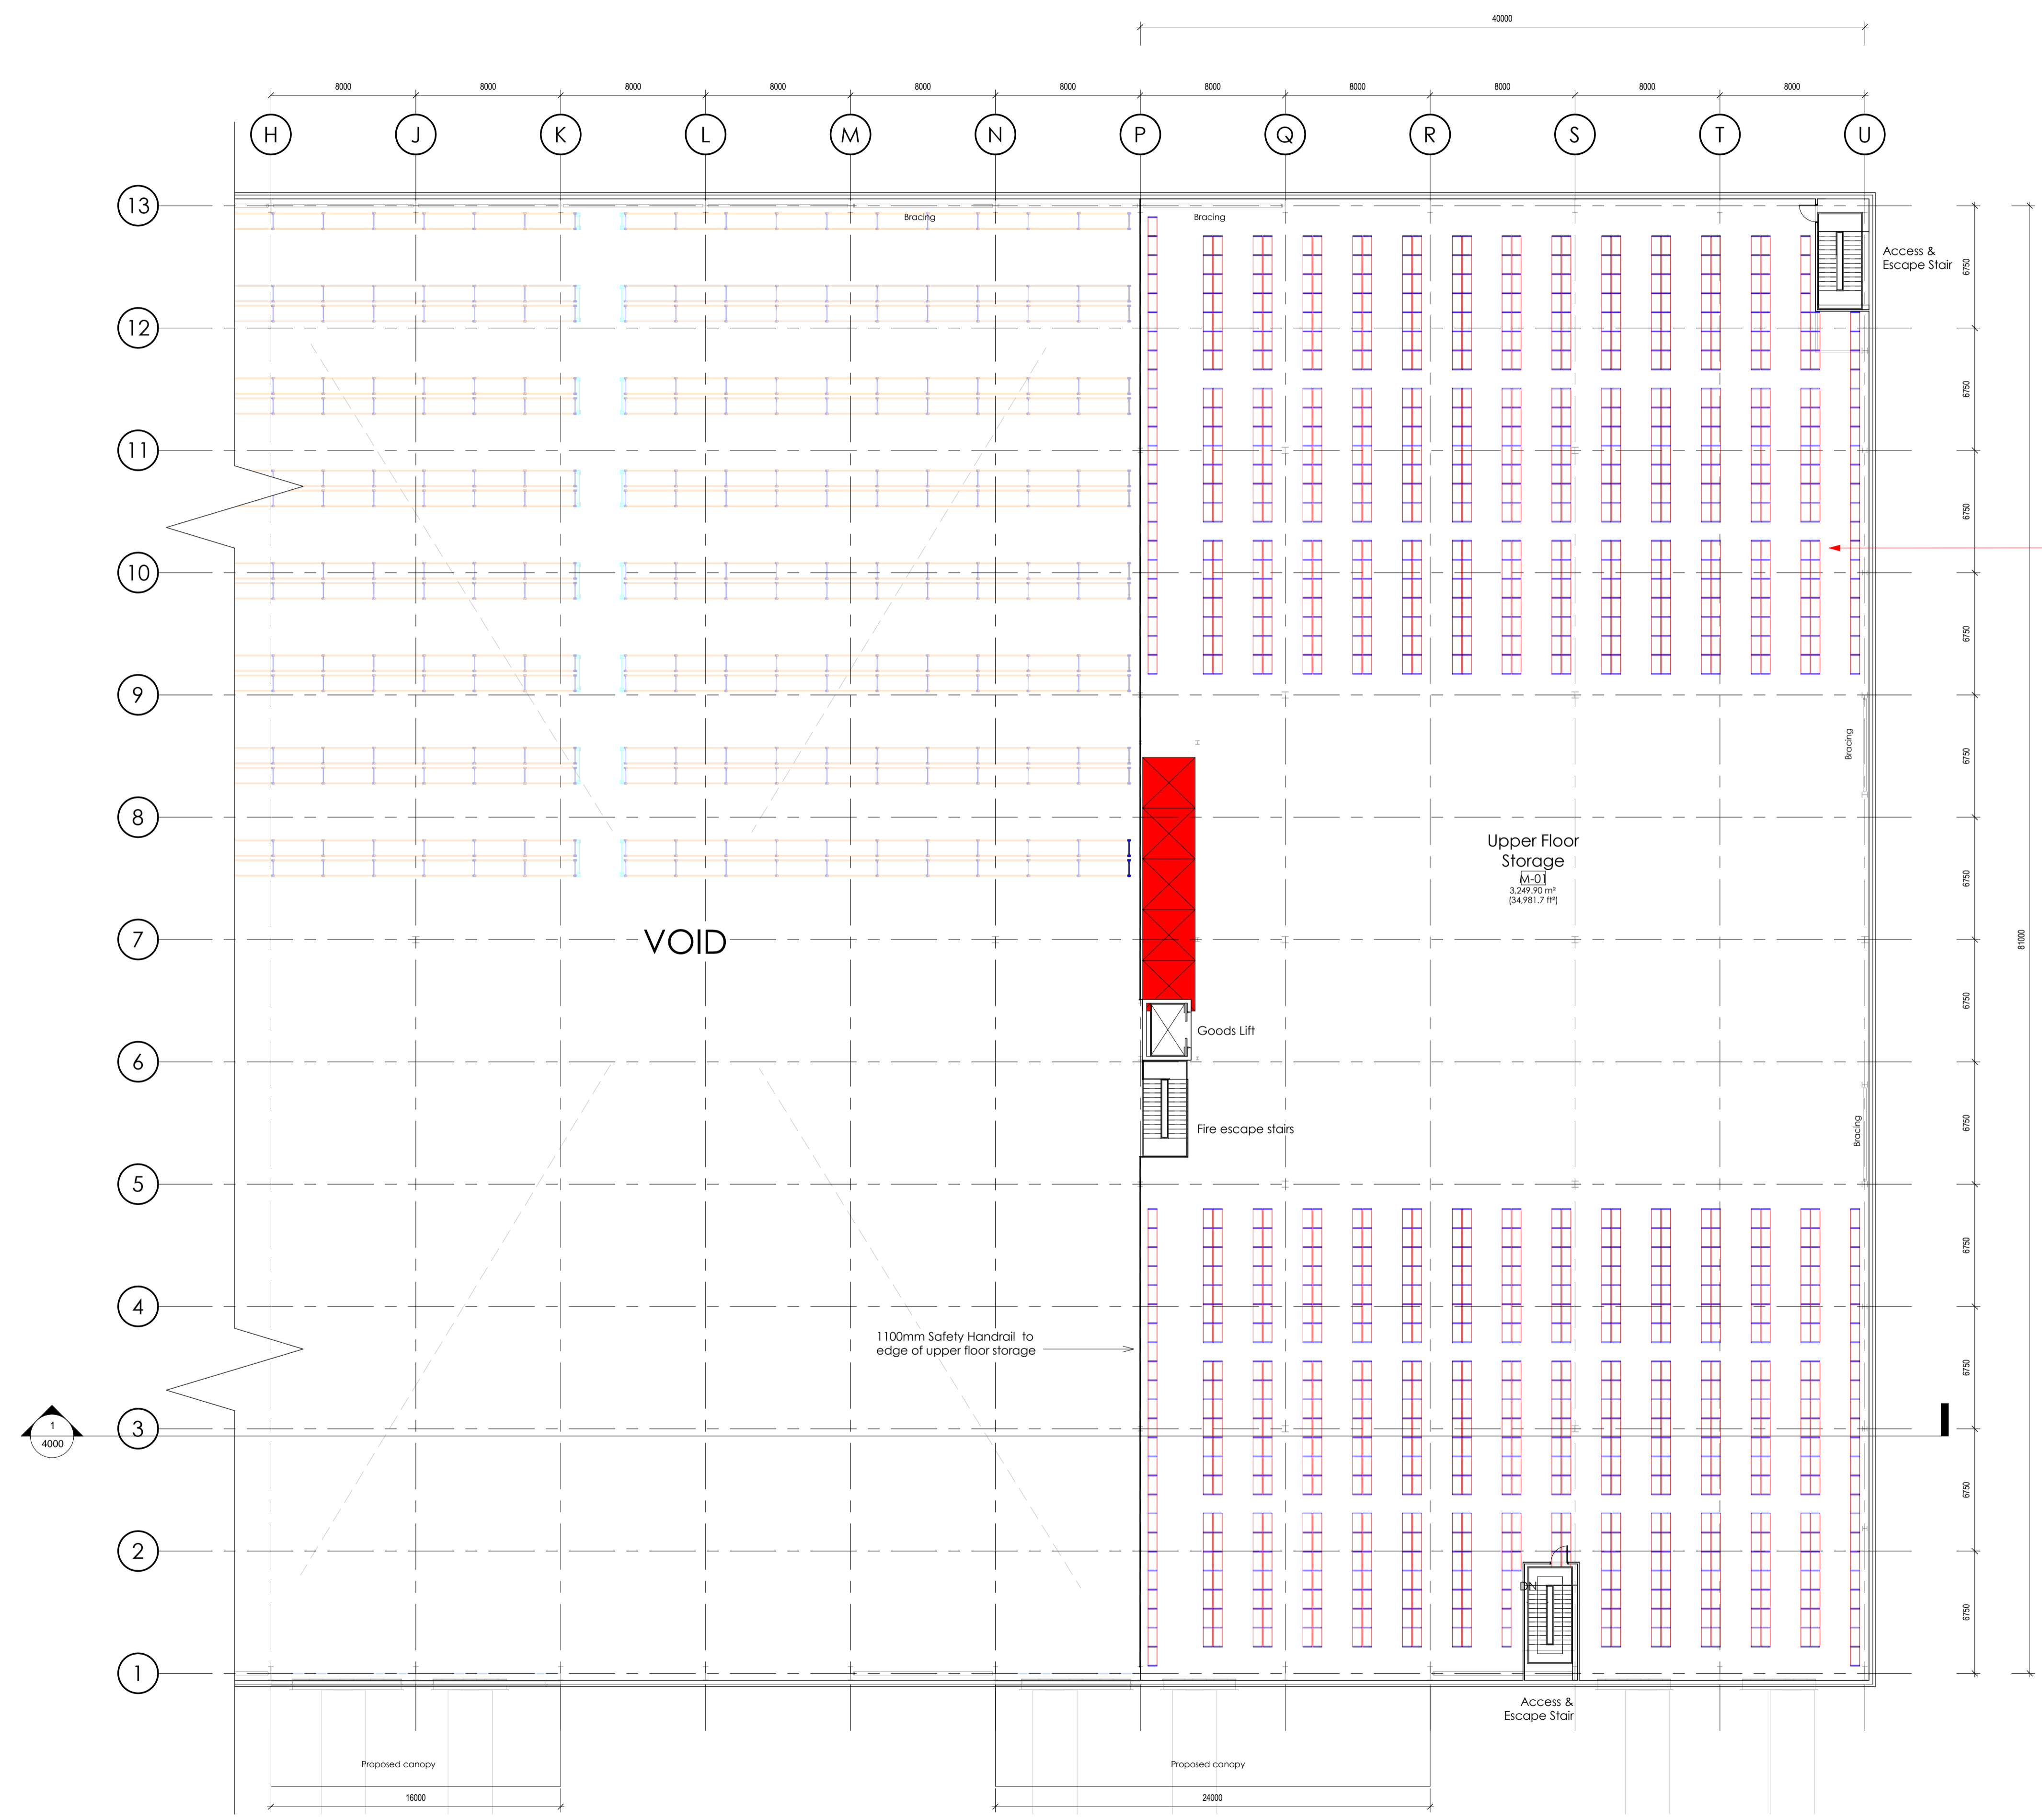 40000
8000 8000 8000 8000 8000 8000 8000 8000 8000 8000 8000
H J K L M N P Q R S T U
13
Bracing Bracing
Access &
Escape Stair
6750
12
6750
11
6750
10
6750
9
Bracing
6750
8
Upper Floor
Storage
M-01
3,249.90 m²
(34,981.7 ft²)
6750
7
VOID
81000
6750
Goods Lift
6
6750
Fire escape stairs
Bracing
5
6750
4
1100mm Safety Handrail to
edge of upper floor storage
6750
3
1
4000
6750
2
DN
6750
1
Access &
Escape Stair
Proposed canopy Proposed canopy
16000 24000